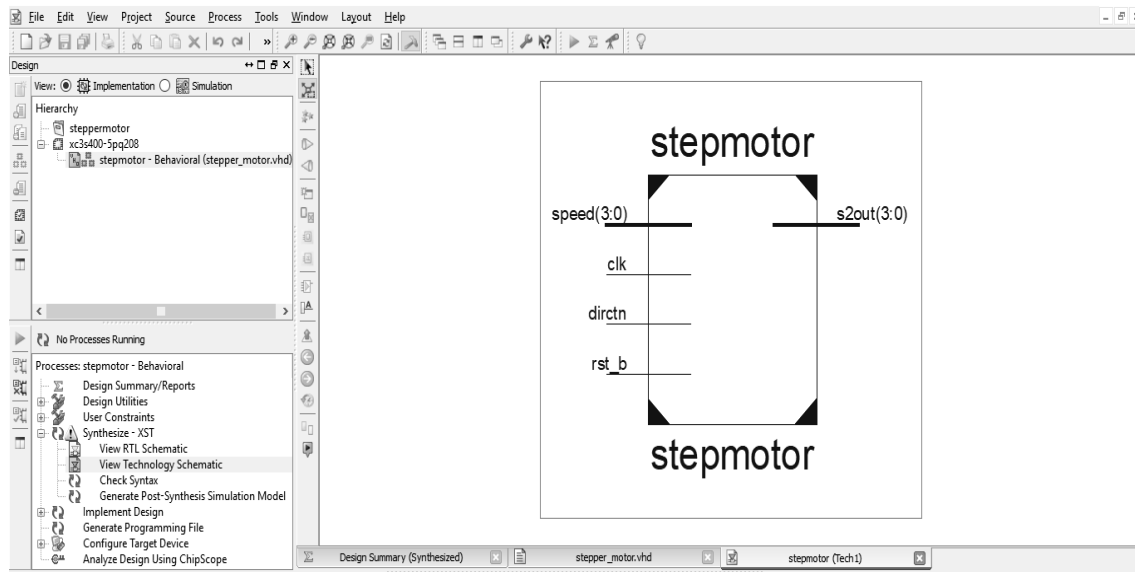 File Edit View Project Source Process Tools Window Layout Help
Design
View: Implementation Simulation
Hierarchy
steppermotor
xc3s400-5pq208
stepmotor - Behavioral (stepper_motor.vhd)
No Processes Running
Processes: stepmotor - Behavioral
Design Summary/Reports
Design Utilities
User Constraints
Synthesize - XST
View RTL Schematic
View Technology Schematic
Check Syntax
Generate Post-Synthesis Simulation Model
Implement Design
Generate Programming File
Configure Target Device
Analyze Design Using ChipScope
stepmotor
speed(3:0) s2out(3:0)
clk
dirctn
rst_b
stepmotor
Design Summary (Synthesized) stepper_motor.vhd stepmotor (Tech1)